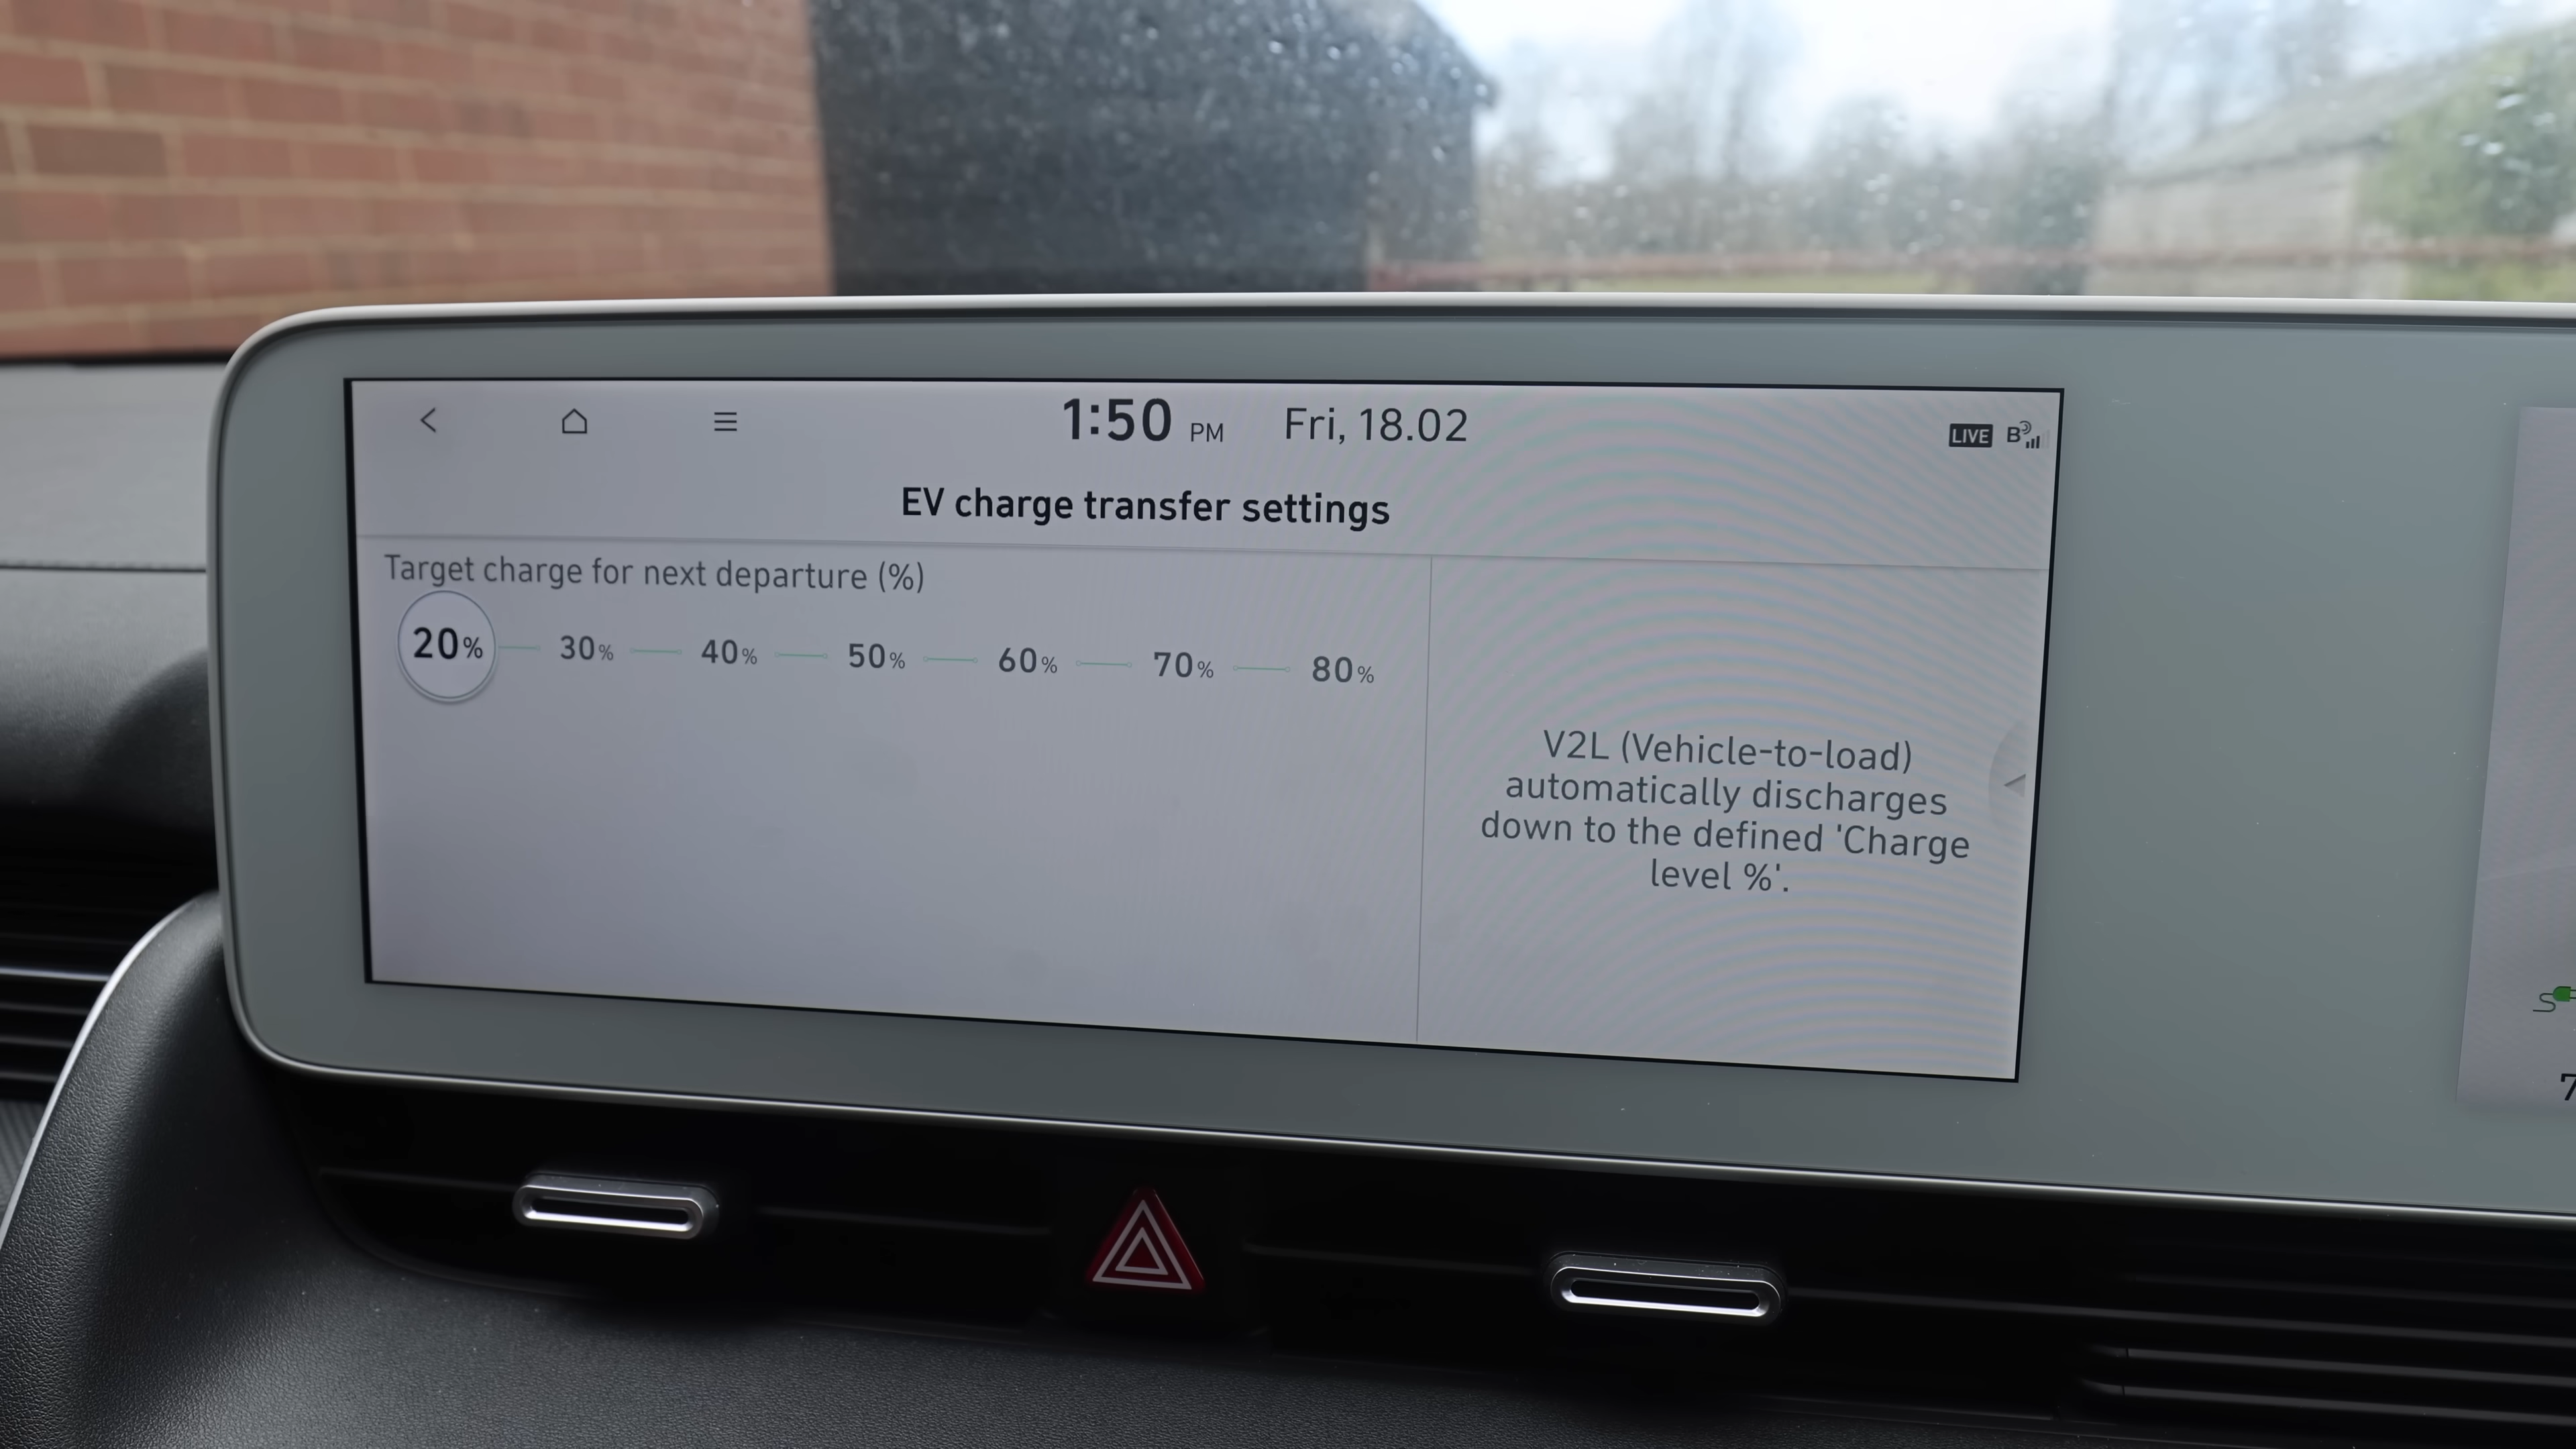 1:50 PM Fri, 18.02
LIVE B
EV charge transfer settings
Target charge for next departure (%)
20% 30% 40% 50% 60% 70% 80%
V2L (Vehicle-to-load)
automatically discharges
down to the defined 'Charge
level %'.
7